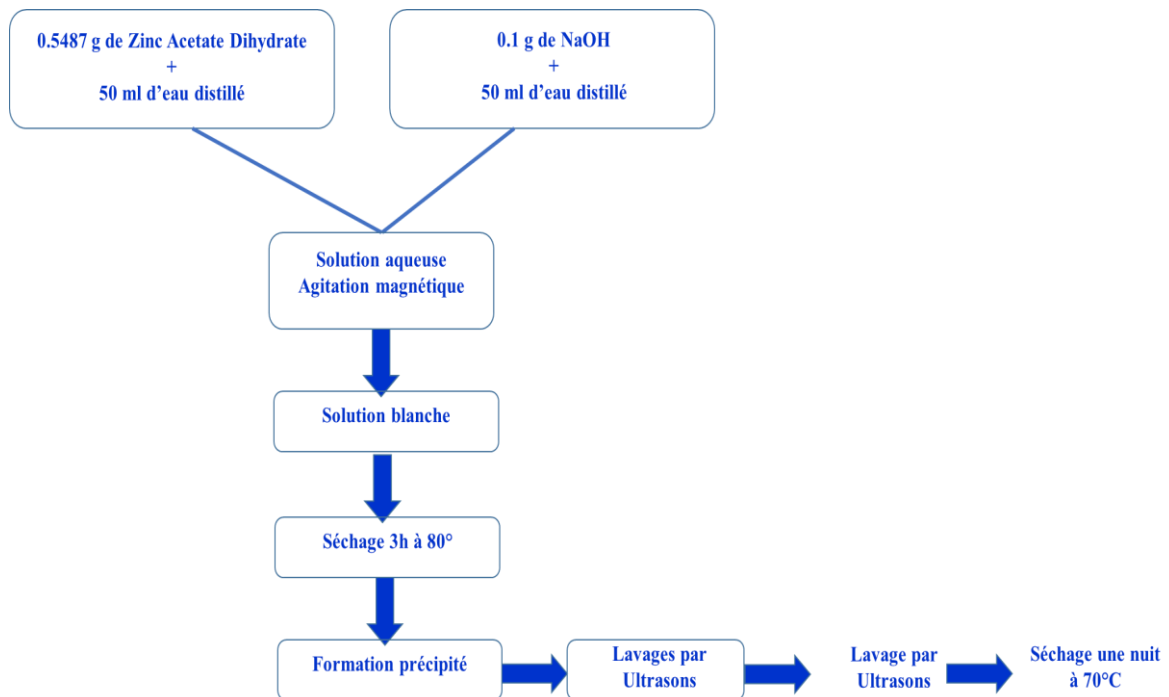 0.5487 g de Zinc Acetate Dihydrate
+
50 ml d'eau distillé
0.1 g de NaOH
+
50 ml d'eau distillé
Solution aqueuse
Agitation magnétique
Solution blanche
Séchage 3h à 80°
Formation précipité
Lavages par
Ultrasons
Lavage par
Ultrasons
Séchage une nuit
à 70°C